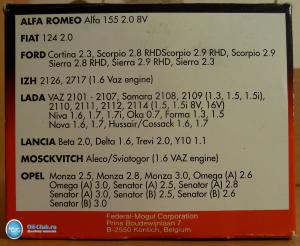 ALFA ROMEO Alfa 155 2.0 8V
FIAT 124 2.0
FORD Cortina 2.3, Scorpio 2.8 RHDScorpio 2.9 RHD, Scorpio 2.9
Sierra 2.8 RHD, Sierra 2.9 RHD, Sierra 2.3
IZH 2126, 2717 (1.6 Vaz engine)
LADA VAZ 2101 - 2107, Samara 2108, 2109 (1.3, 1.5, 1.5i),
2110, 2111, 2112, 2114 (1.5, 1.5i 8V, 16V)
Niva 1.6, 1.7, 1.7i, Oka 0.7, Forma 1.3, 1.5
Nova 1.6, 1.7, Hussair/Cossack 1.6, 1.7
LANCIA Beta 2.0, Delta 1.6, Trevi 2.0, Y10 1.1
MOSCKVITCH Aleco/Sviatogor (1.6 VAZ engine)
OPEL Monza 2.5, Monza 2.8, Monza 3.0, Omega (A) 2.6
Omega (A) 3.0, Senator (A) 2.5, Senator (A) 2.8
Senator (A) 3.0, Senator (B) 2.5, Senator (B) 2.6
Senator (B) 3.0
Federal-Mogul Corporation
Prins Boudewijnlaan 7
B-2550 Kontich, Belgium
Oil-Club.ru